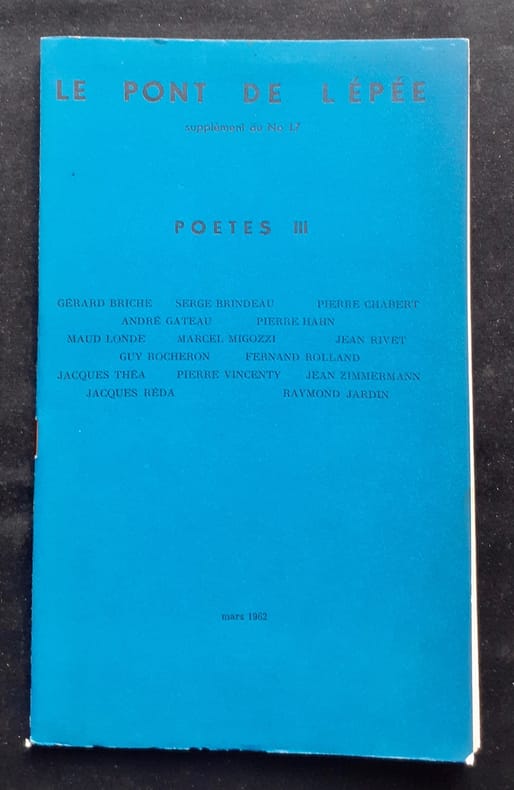 LE PONT DE L'ÉPÉE
supplément au No 17
POETES III
GÉRARD BRICHE SERGE BRINDEAU PIERRE CHABERT
ANDRÉ GATEAU PIERRE HAHN
MAUD LONDE MARCEL MIGOZZI JEAN RIVET
GUY ROCHERON FERNAND ROLLAND
JACQUES THÉA PIERRE VINCENTY JEAN ZIMMERMANN
JACQUES RÉDA RAYMOND JARDIN
mars 1962